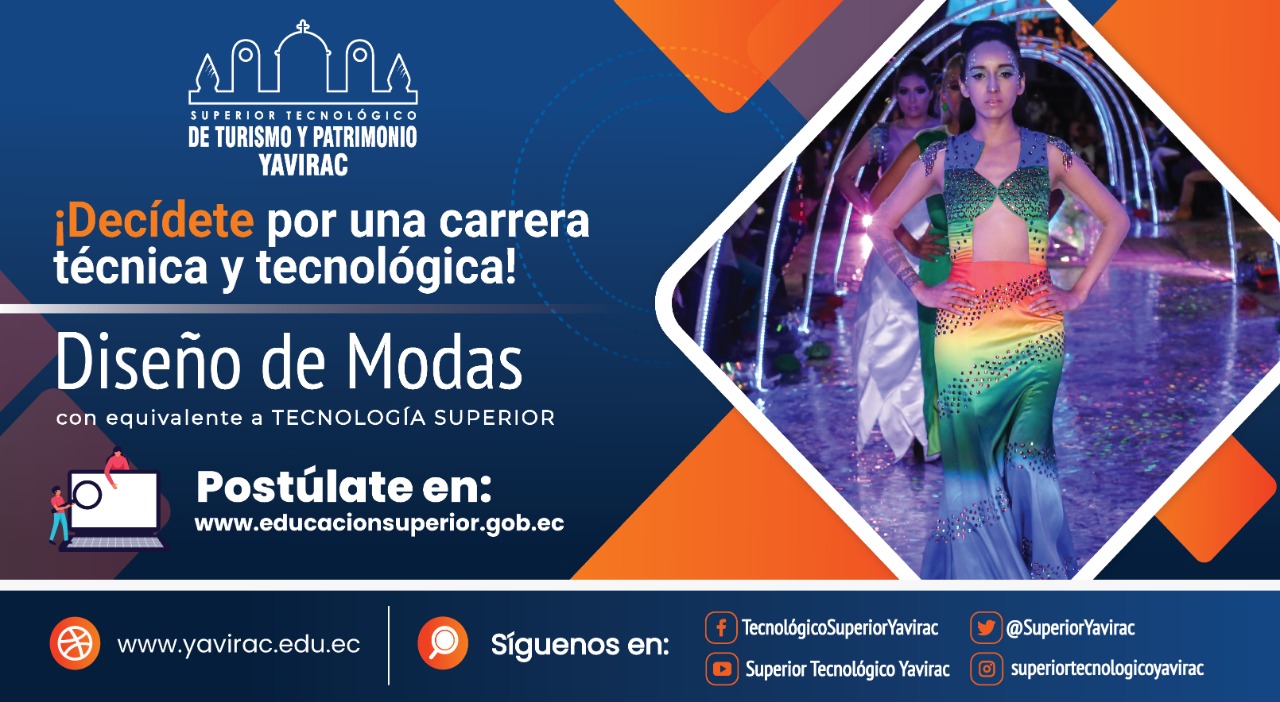 SUPERIOR TECNOLÓGICO
DE TURISMO Y PATRIMONIO
YAVIRAC
¡Decídete por una carrera
técnica y tecnológica!
Diseño de Modas
con equivalente a TECNOLOGÍA SUPERIOR
Postúlate en:
www.educacionsuperior.gob.ec
www.yavirac.edu.ec
Síguenos en:
TecnológicoSuperiorYavirac
@SuperiorYavirac
Superior Tecnológico Yavirac
superiortecnologicoyavirac